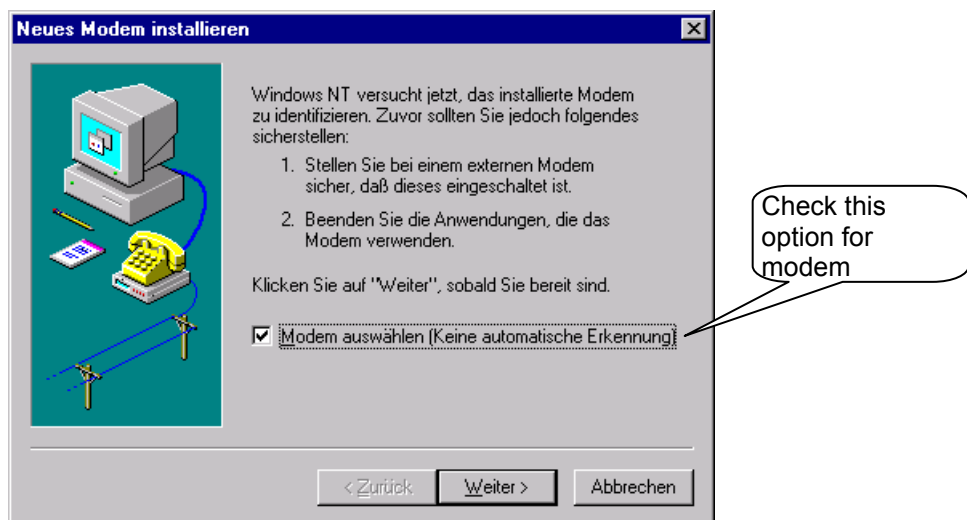 Neues Modem installieren
Windows NT versucht jetzt, das installierte Modem
zu identifizieren. Zuvor sollten Sie jedoch folgendes
sicherstellen:
1. Stellen Sie bei einem externen Modem
sicher, daß dieses eingeschaltet ist.
2. Beenden Sie die Anwendungen, die das
Modem verwenden.
Klicken Sie auf "Weiter", sobald Sie bereit sind.
Modem auswählen (Keine automatische Erkennung)
Check this
option for
modem
< Zurück
Weiter >
Abbrechen